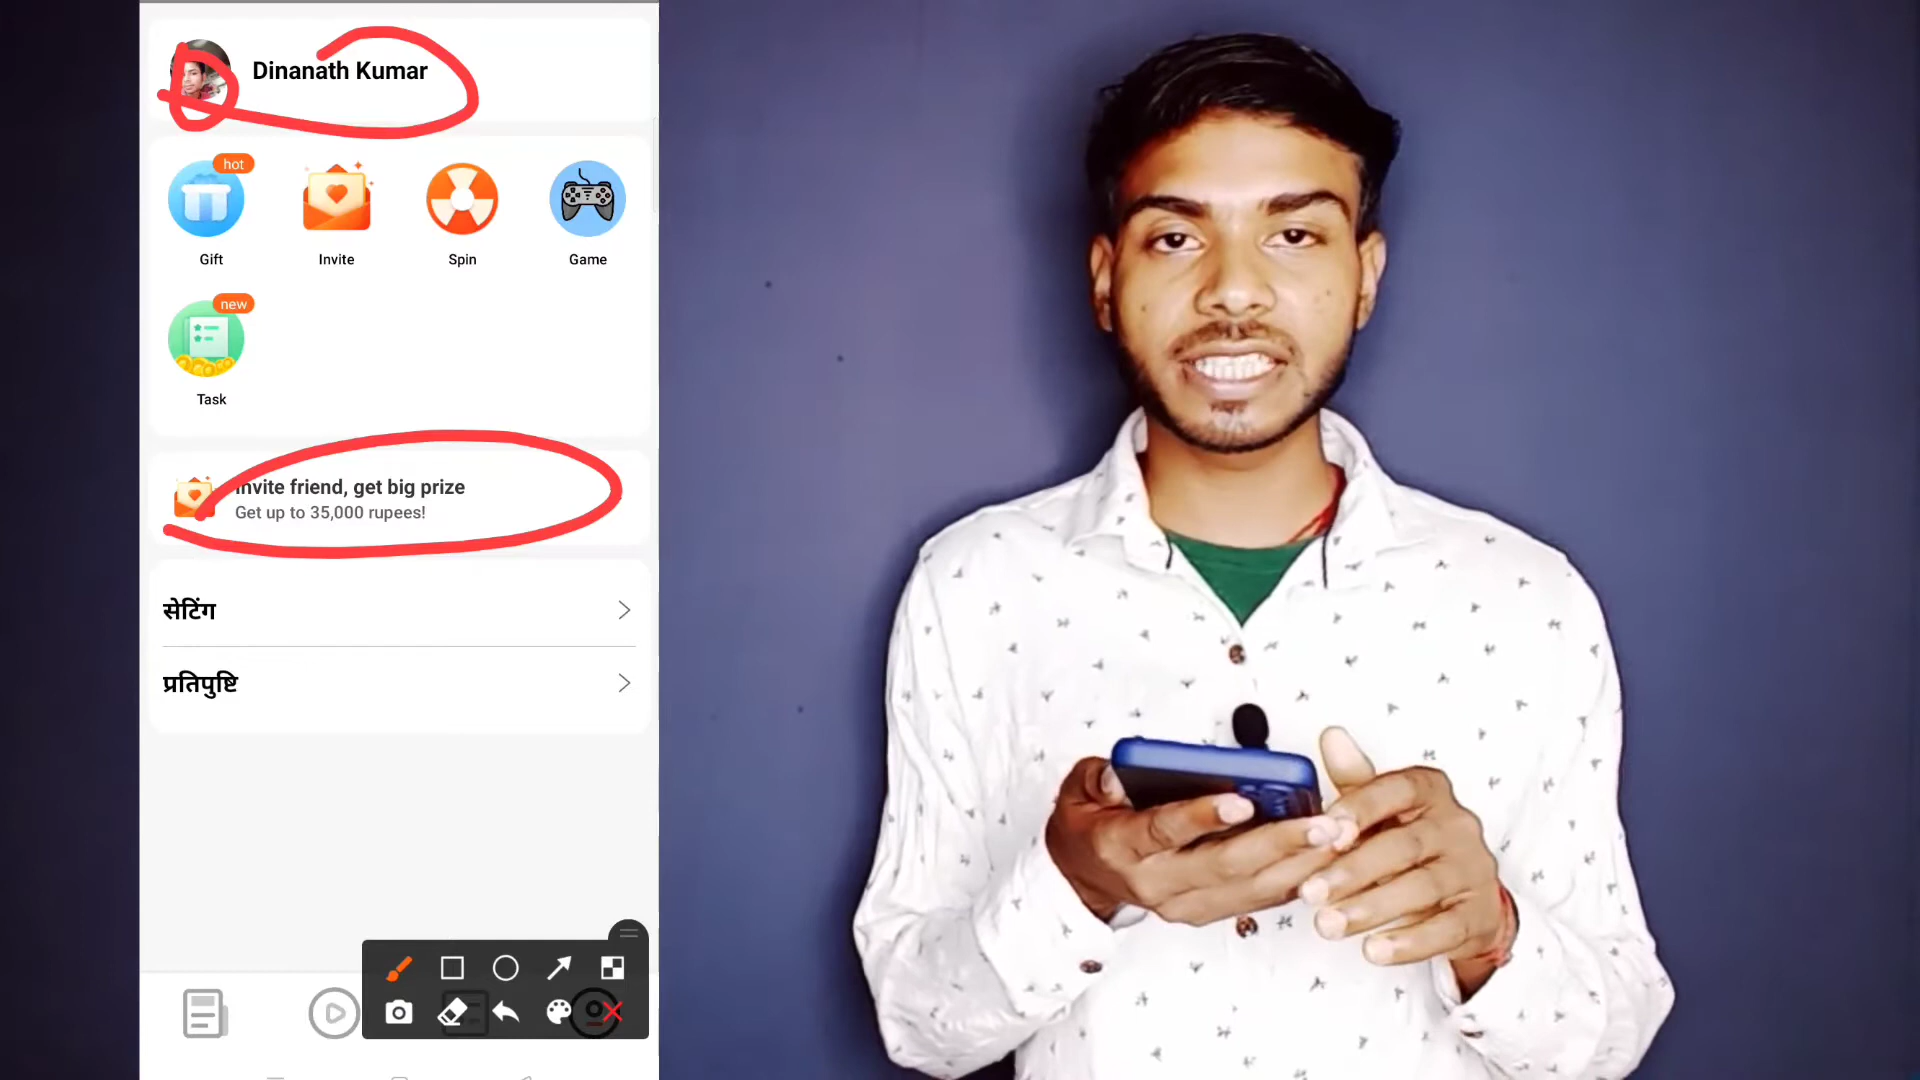 Dinanath Kumar
hot
Gift
Invite
Spin
Game
new
Task
Invite friend, get big prize
Get up to 35,000 rupees!
सेटिंग
प्रतिपुष्टि